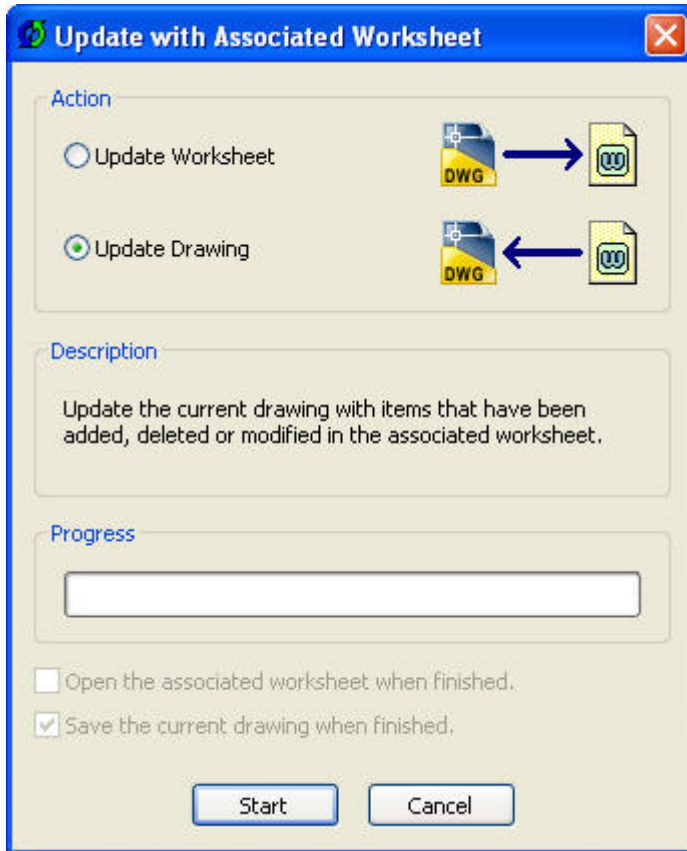 Update with Associated Worksheet
Action
Update Worksheet
DWG
Update Drawing
DWG
Description
Update the current drawing with items that have been
added, deleted or modified in the associated worksheet.
Progress
Open the associated worksheet when finished.
Save the current drawing when finished.
Start
Cancel